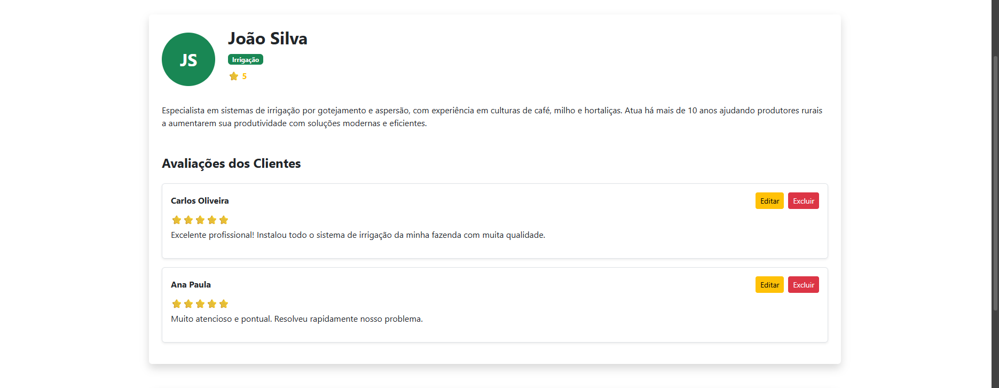 JS
João Silva
Irrigação
5
Especialista em sistemas de irrigação por gotejamento e aspersão, com experiência em culturas de café, milho e hortaliças. Atua há mais de 10 anos ajudando produtores rurais
a aumentarem sua produtividade com soluções modernas e eficientes.
Avaliações dos Clientes
Carlos Oliveira
Editar
Excluir
Excelente profissional! Instalou todo o sistema de irrigação da minha fazenda com muita qualidade.
Ana Paula
Editar
Excluir
Muito atencioso e pontual. Resolveu rapidamente nosso problema.